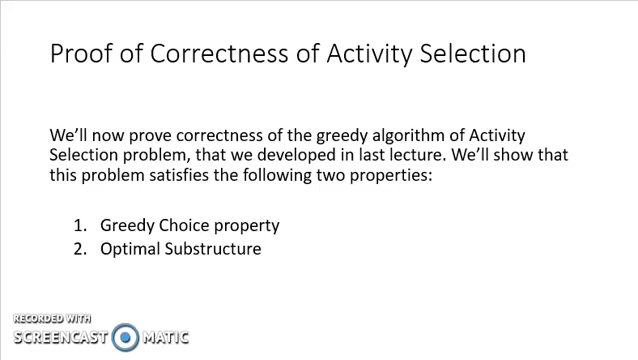 Proof of Correctness of Activity Selection
We'll now prove correctness of the greedy algorithm of Activity
Selection problem, that we developed in last lecture. We'll show that
this problem satisfies the following two properties:
1. Greedy Choice property
2. Optimal Substructure
RECORDED WITH
SCREENCAST MATIC